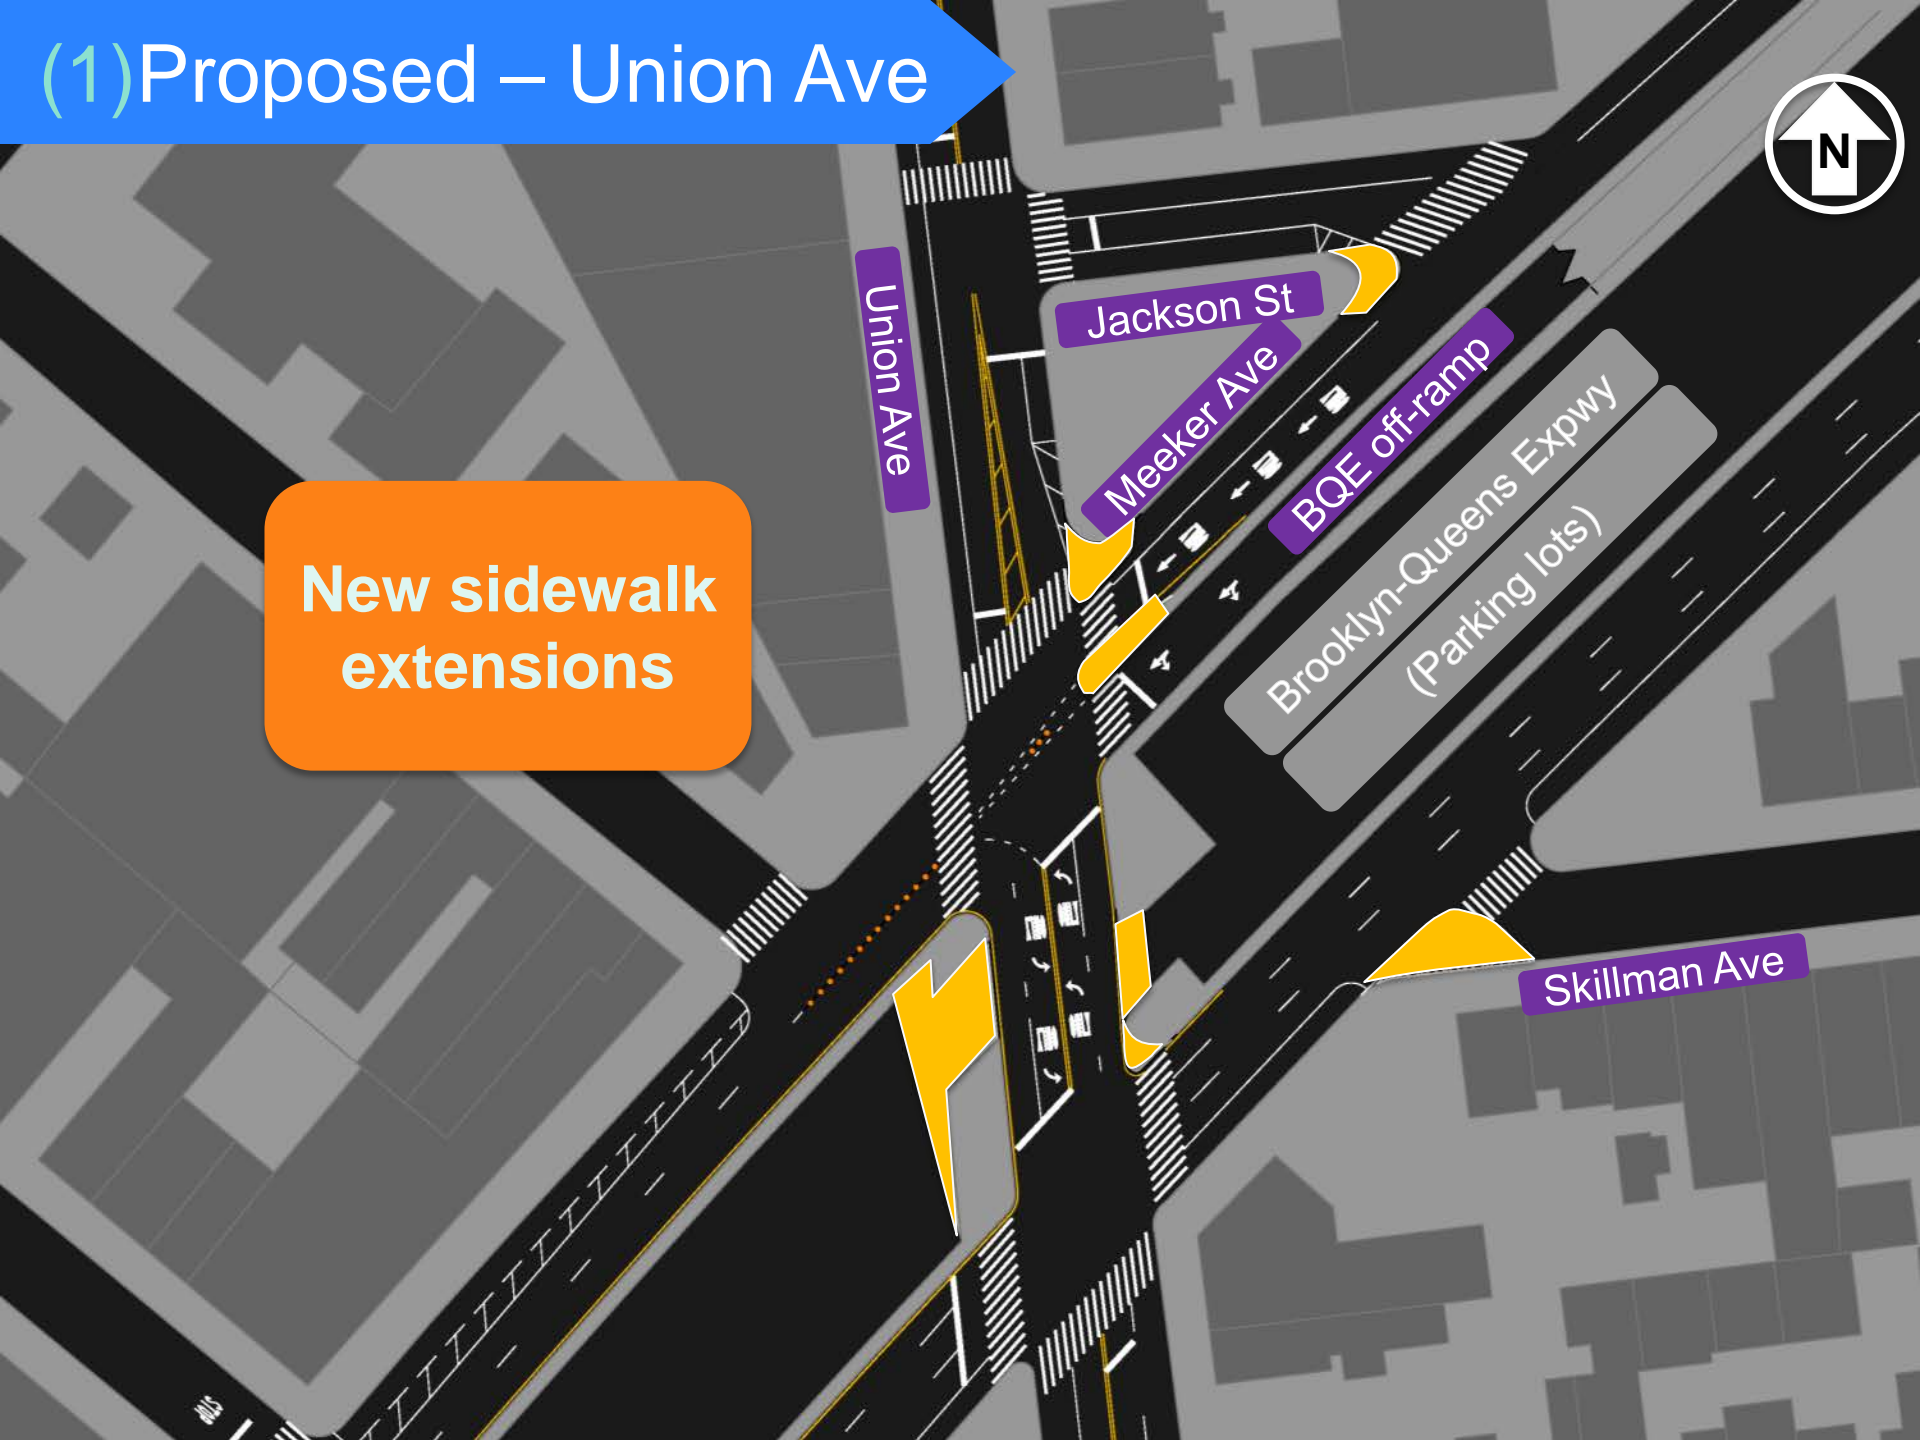 (1)Proposed – Union Ave
N
Union Ave
Jackson St
Meeker Ave
BQE off-ramp
Brooklyn-Queens Expwy
(Parking lots)
New sidewalk
extensions
Skillman Ave
STOP